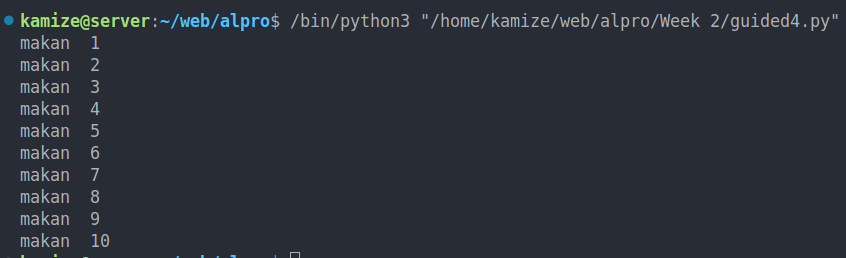 kamize@server:~/web/alpro$ /bin/python3 "/home/kamize/web/alpro/Week 2/guided4.py"
makan  1
makan  2
makan  3
makan  4
makan  5
makan  6
makan  7
makan  8
makan  9
makan  10